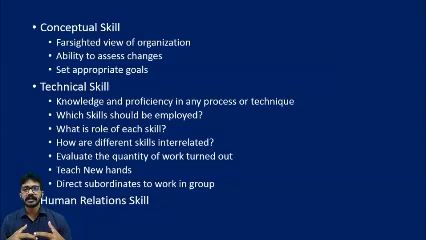 • Conceptual Skill
• Farsighted view of organization
• Ability to assess changes
• Set appropriate goals
• Technical Skill
• Knowledge and proficiency in any process or technique
• Which Skills should be employed?
• What is role of each skill?
• How are different skills interrelated?
• Evaluate the quantity of work turned out
• Teach New hands
• Direct subordinates to work in group
Human Relations Skill